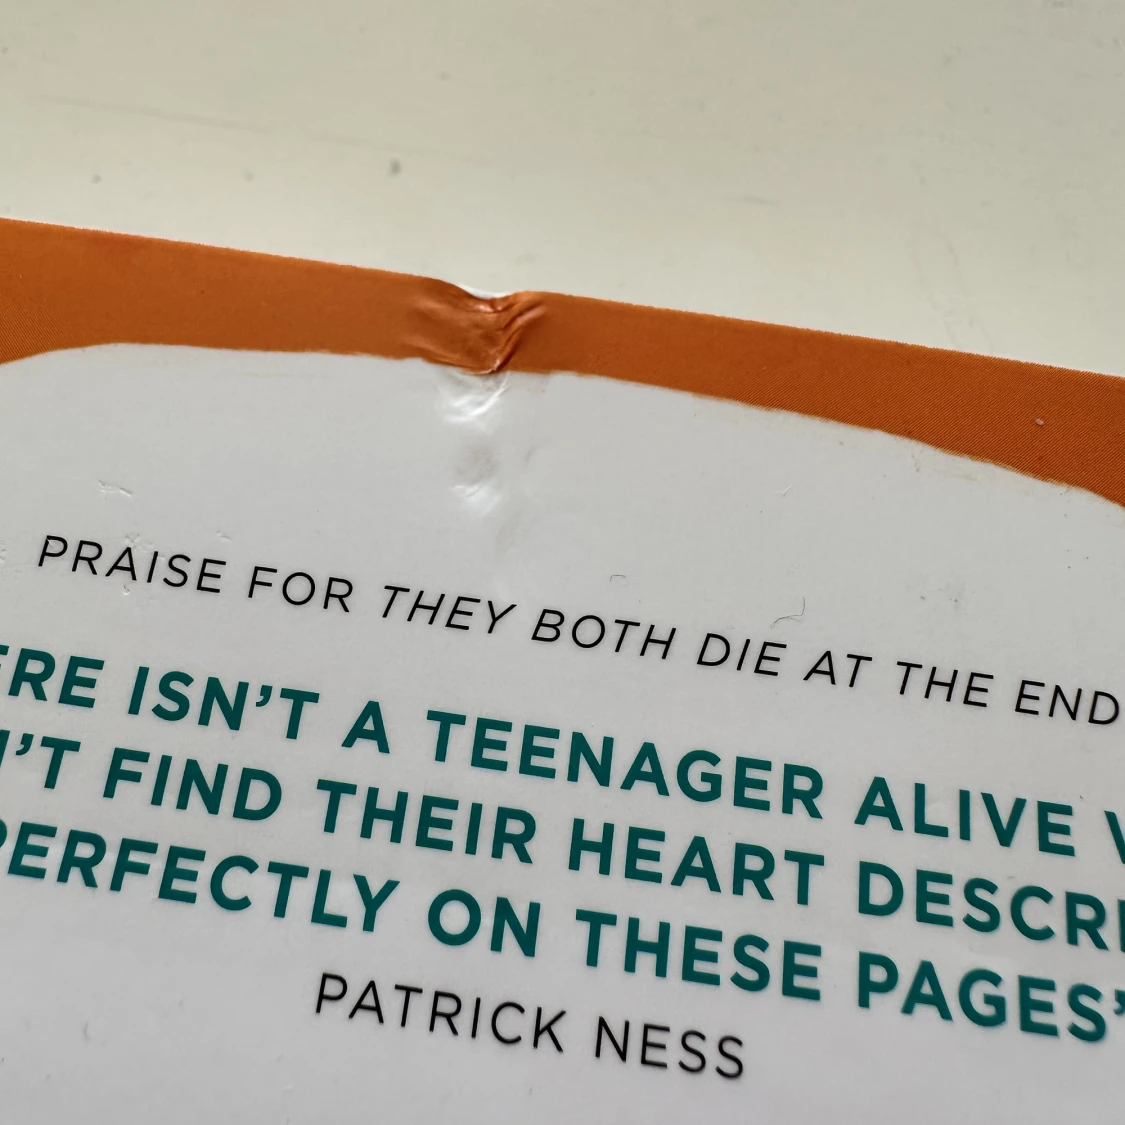 PRAISE FOR THEY BOTH DIE AT THE END
ERE ISN'T A TEENAGER ALIVE
'T FIND THEIR HEART DESCRI
PERFECTLY ON THESE PAGES'
PATRICK NESS